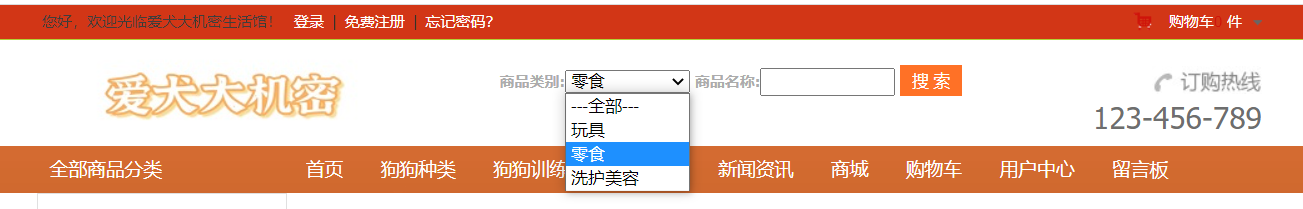 您好，欢迎光临爱犬大机密生活馆！ 登录 | 免费注册 | 忘记密码? 购物车0 件
爱犬大机密
商品类别: 零食 商品名称: 搜 索
订购热线
123-456-789
---全部---
玩具
零食
洗护美容
全部商品分类 首页 狗狗种类 狗狗训练 新闻资讯 商城 购物车 用户中心 留言板